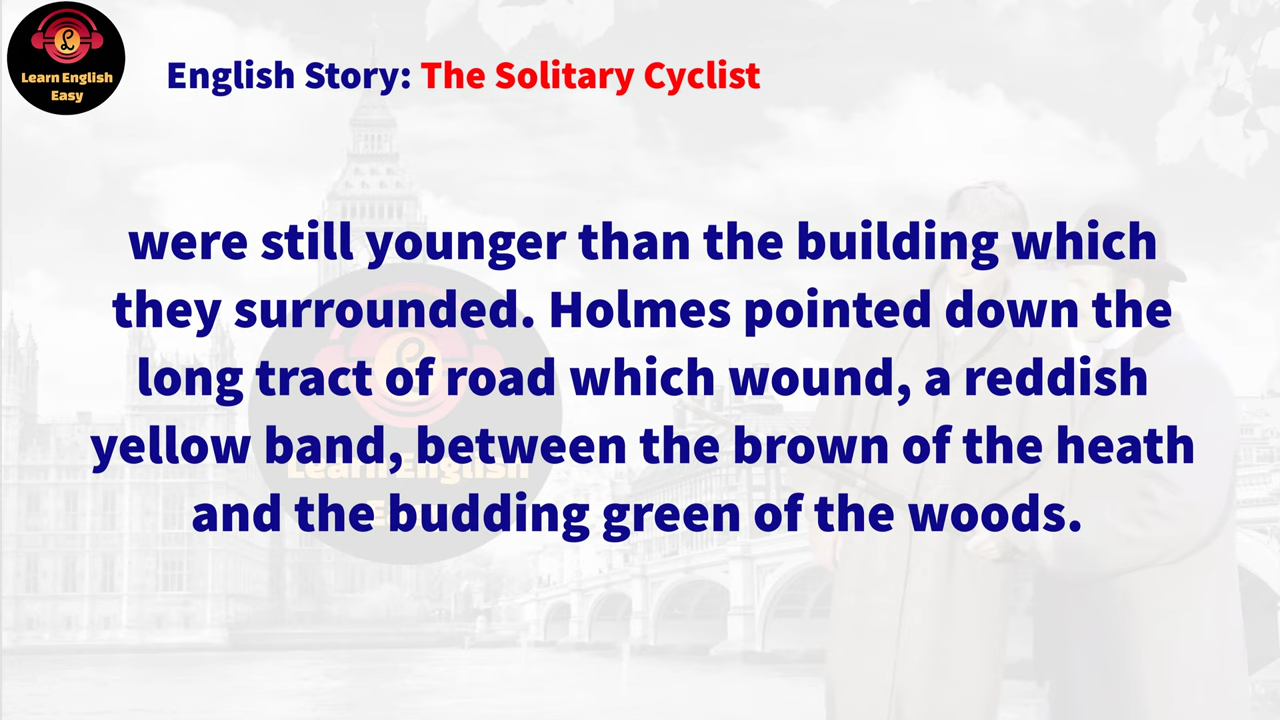 Learn English
Easy
English Story: The Solitary Cyclist
were still younger than the building which
they surrounded. Holmes pointed down the
long tract of road which wound, a reddish
yellow band, between the brown of the heath
and the budding green of the woods.
Learn English